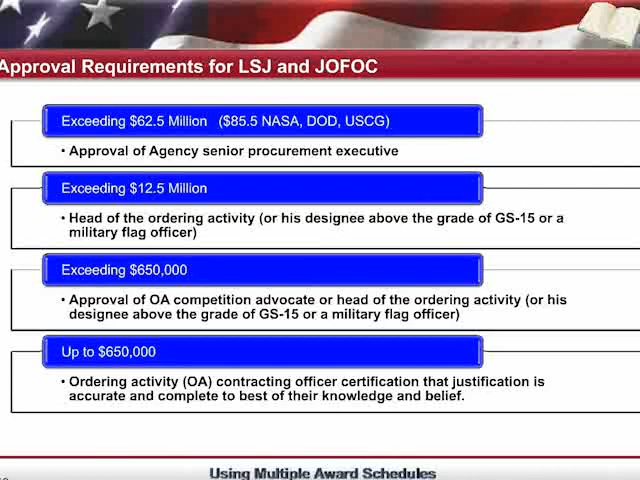 Approval Requirements for LSJ and JOFOC
Exceeding $62.5 Million ($85.5 NASA, DOD, USCG)
• Approval of Agency senior procurement executive
Exceeding $12.5 Million
• Head of the ordering activity (or his designee above the grade of GS-15 or a
military flag officer)
Exceeding $650,000
• Approval of OA competition advocate or head of the ordering activity (or his
designee above the grade of GS-15 or a military flag officer)
Up to $650,000
• Ordering activity (OA) contracting officer certification that justification is
accurate and complete to best of their knowledge and belief.
Using Multiple Award Schedules